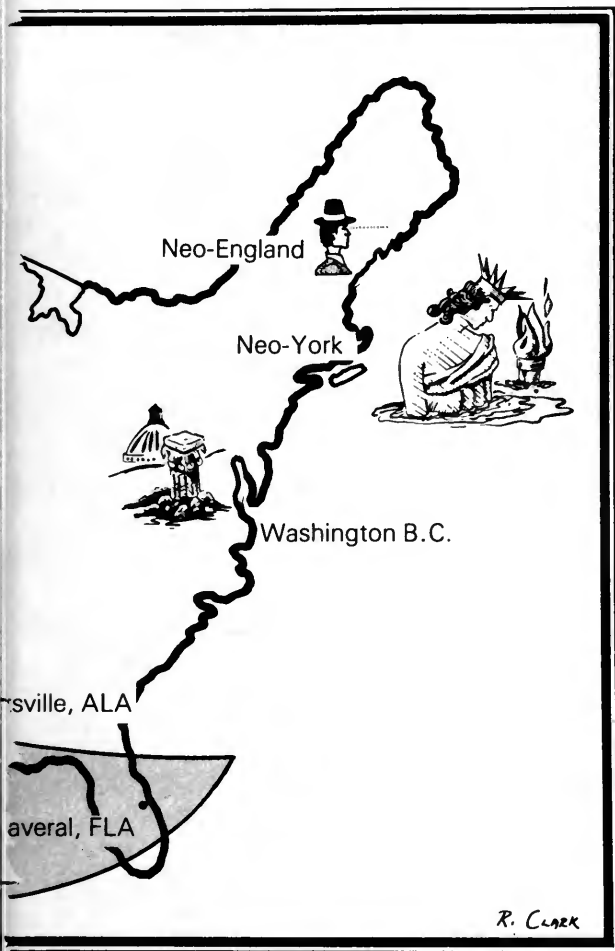 Neo-England
Neo-York
Washington B.C.
sville, ALA
averal, FLA
R. CLARK